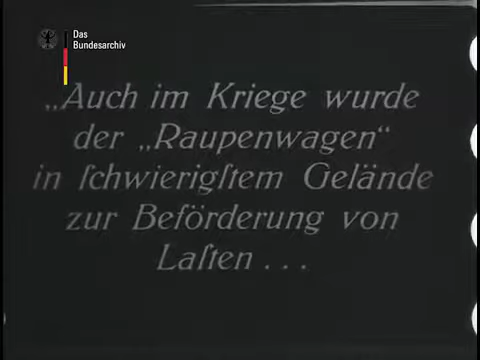 Das
Bundesarchiv
„Auch im Kriege wurde
der „Raupenwagen“
in ſchwierigſtem Gelände
zur Beförderung von
Laſten . . .